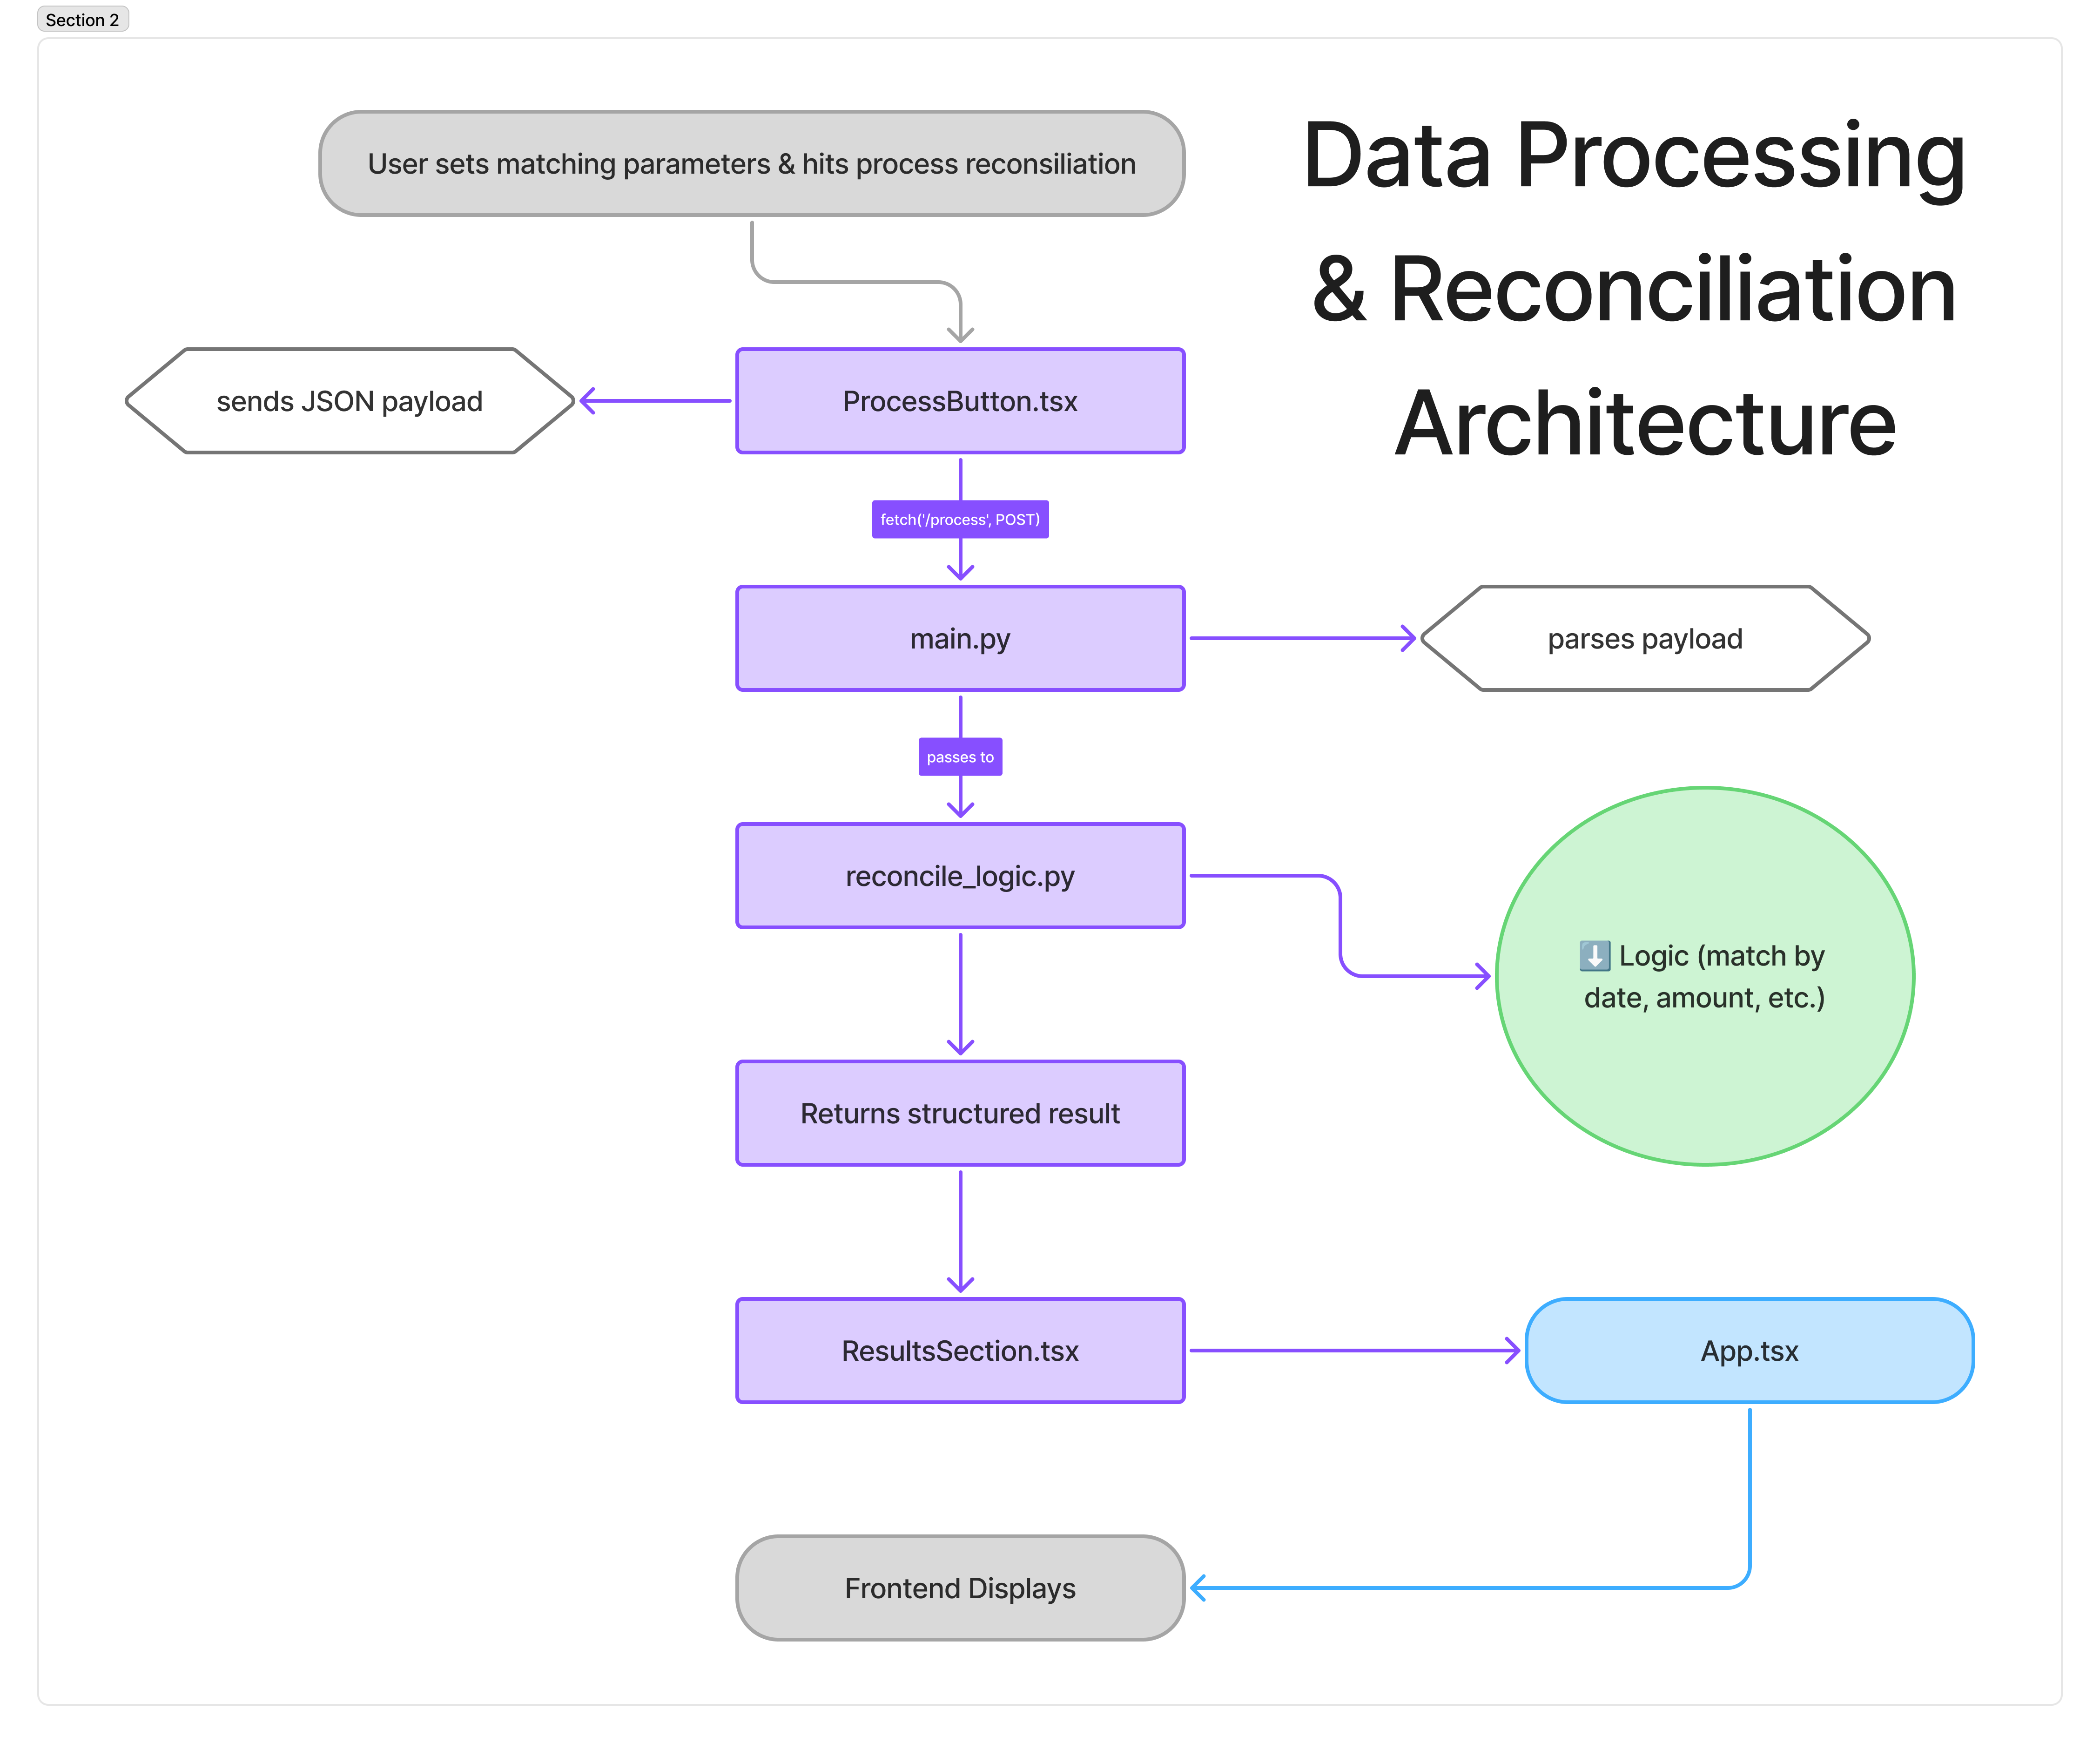 Section 2
User sets matching parameters & hits process reconsiliation
Data Processing
& Reconciliation
Architecture
sends JSON payload
ProcessButton.tsx
fetch('/process', POST)
main.py
parses payload
passes to
reconcile_logic.py
⬇️ Logic (match by
date, amount, etc.)
Returns structured result
ResultsSection.tsx
App.tsx
Frontend Displays